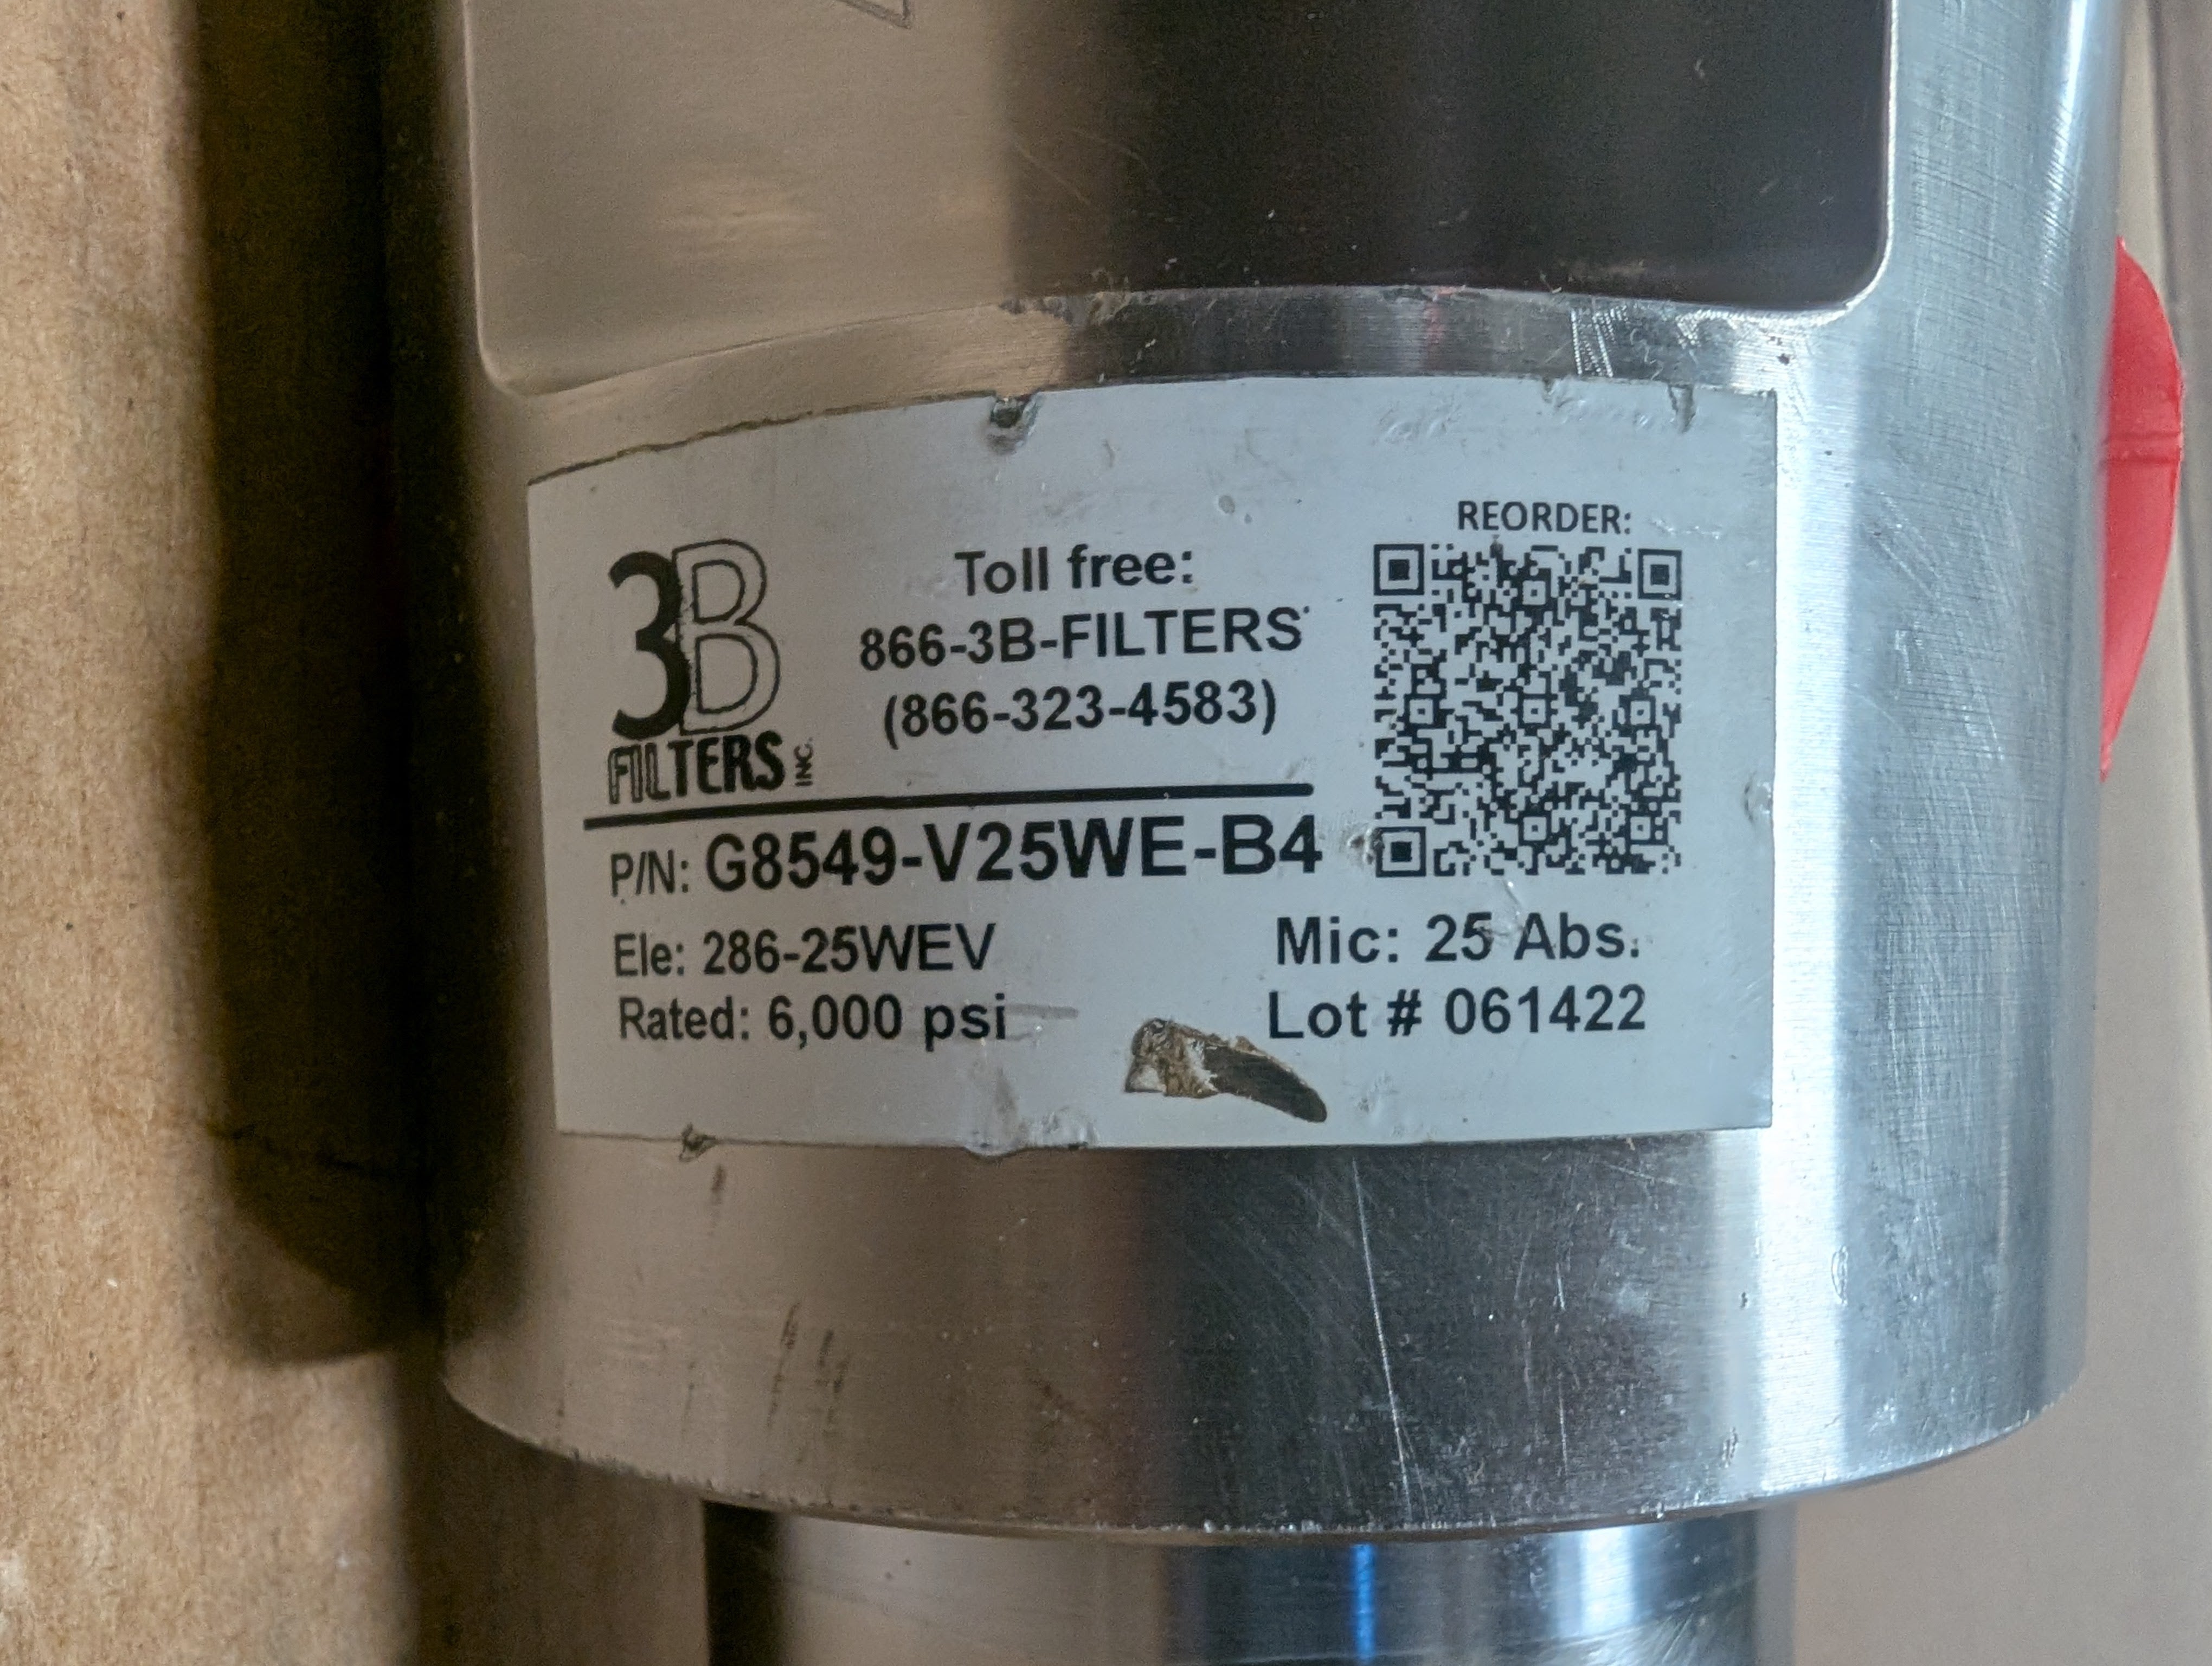 3B
FILTERS INC.
Toll free:
866-3B-FILTERS
(866-323-4583)
REORDER:
P/N: G8549-V25WE-B4
Ele: 286-25WEV
Mic: 25 Abs.
Rated: 6,000 psi
Lot # 061422